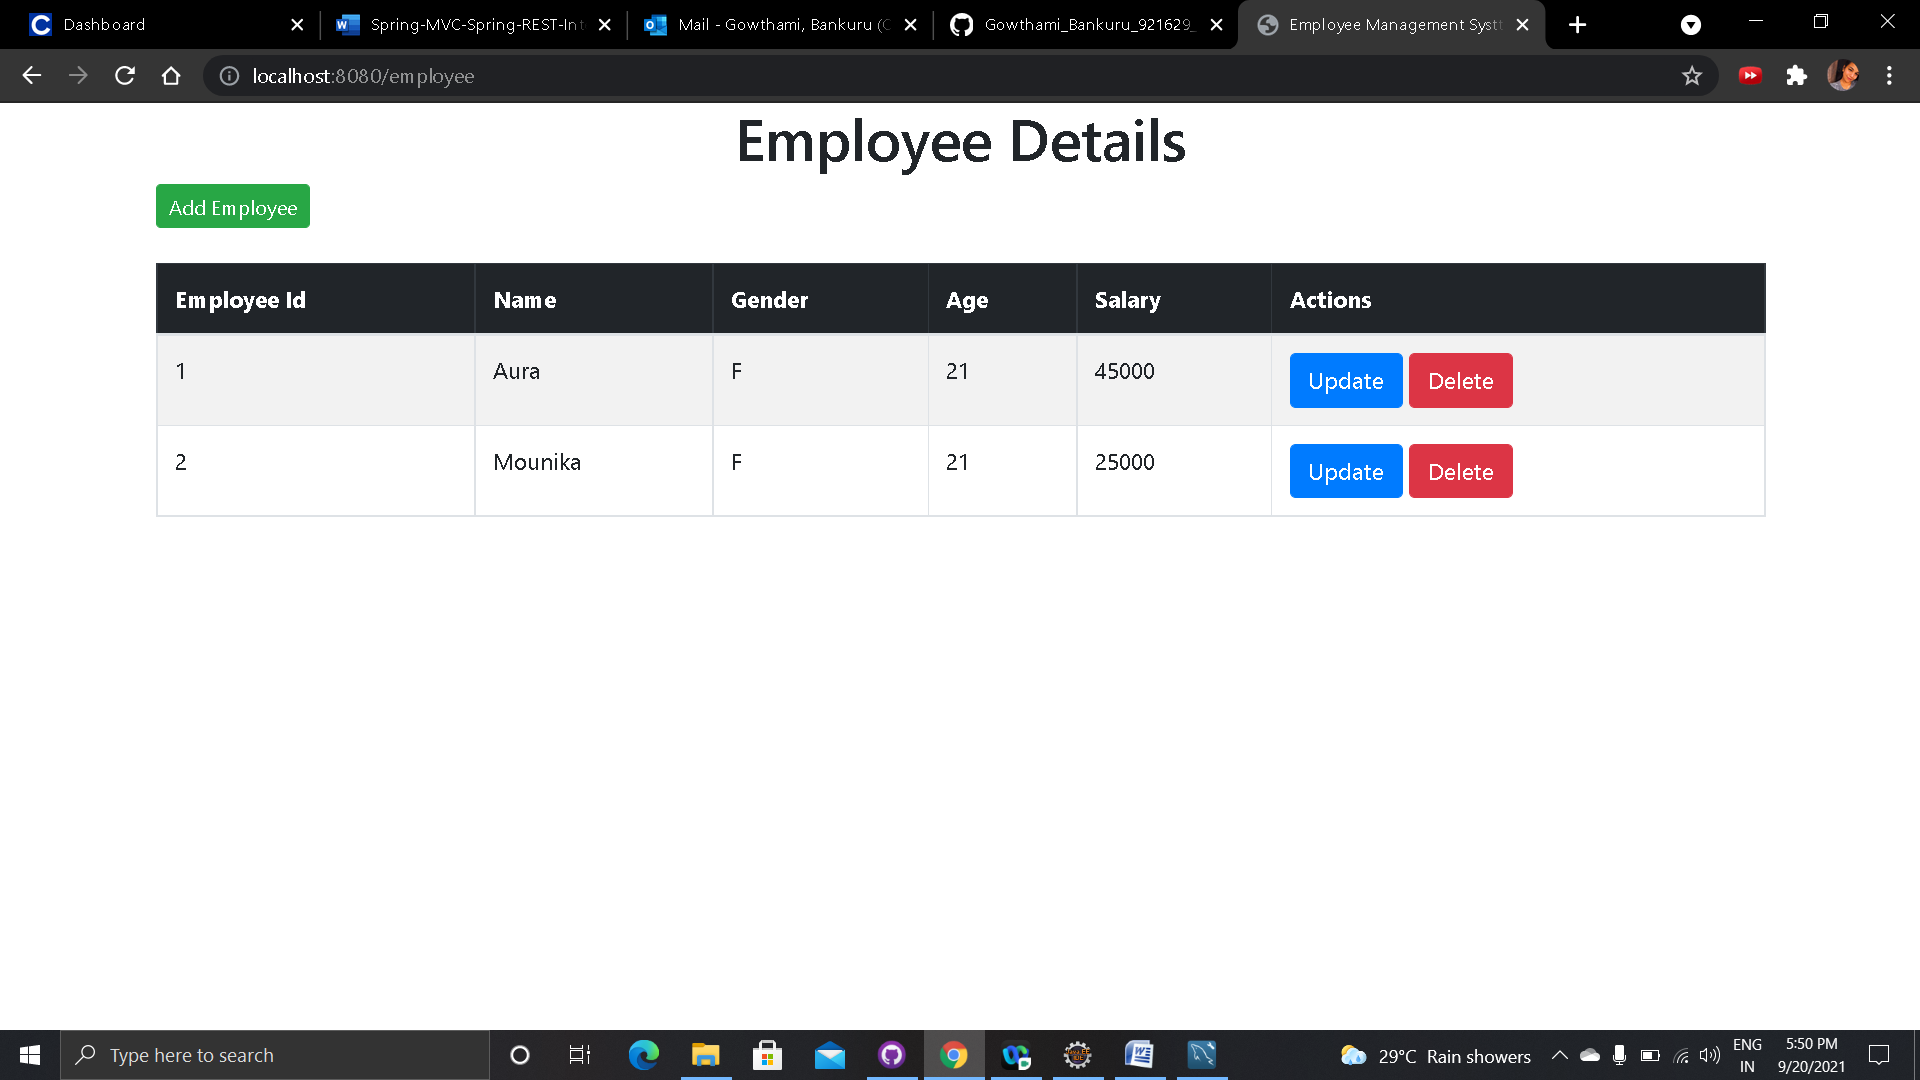 Dashboard
Spring-MVC-Spring-REST-Int
Mail - Gowthami, Bankuru (C
Gowthami_Bankuru_921629_
Employee Management Syst
localhost:8080/employee
Employee Details
Add Employee
Employee Id Name Gender Age Salary Actions
1 Aura F 21 45000 Update Delete
2 Mounika F 21 25000 Update Delete
Type here to search
29°C Rain showers
ENG
IN
5:50 PM
9/20/2021